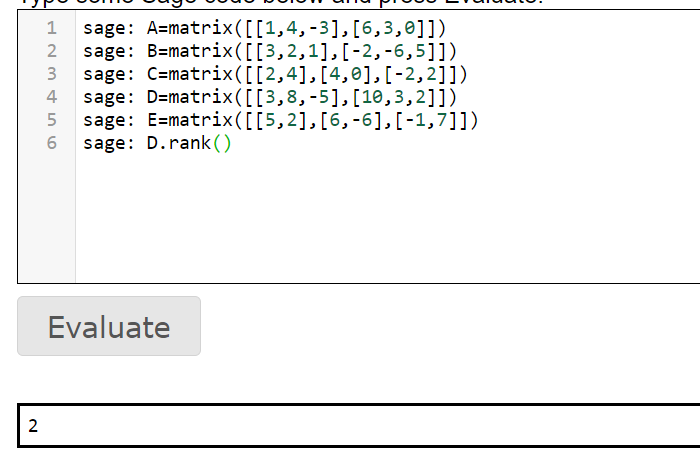 1 sage: A=matrix([[1,4,-3],[6,3,0]])
2 sage: B=matrix([[3,2,1],[-2,-6,5]])
3 sage: C=matrix([[2,4],[4,0],[-2,2]])
4 sage: D=matrix([[3,8,-5],[10,3,2]])
5 sage: E=matrix([[5,2],[6,-6],[-1,7]])
6 sage: D.rank()
Evaluate
2